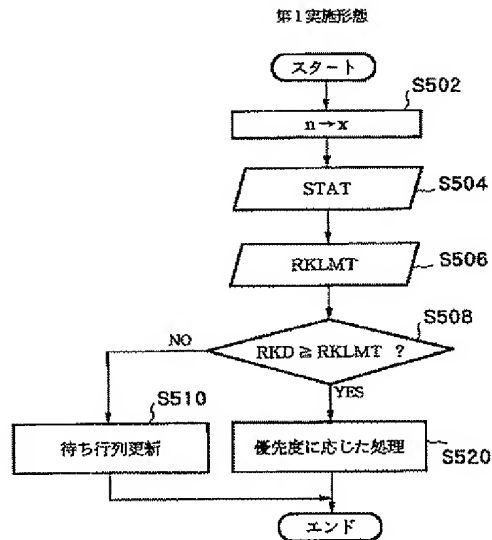 第1実施形態
スタート
S502
n→x
STAT
S504
RKLMT
S506
S508
RKD≧RKLMT ?
NO
YES
S510
待ち行列更新
優先度に応じた処理
S520
エンド